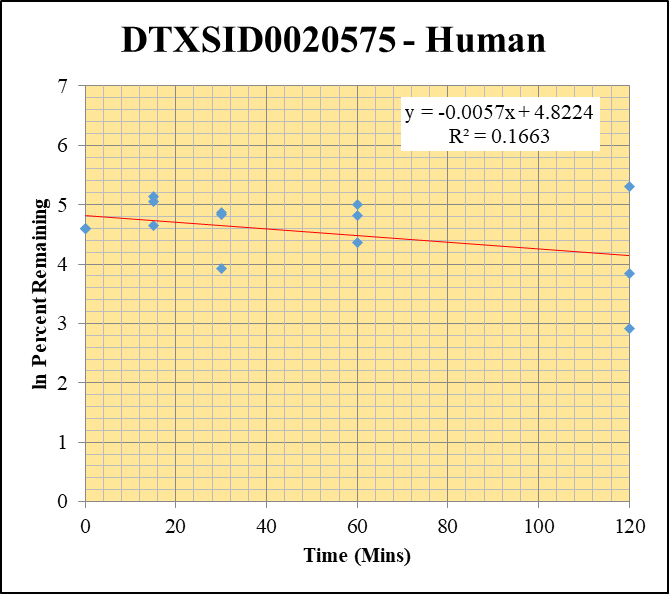 DTXSID0020575 - Human
y = -0.0057x + 4.8224
R² = 0.1663
ln Percent Remaining
7
6
5
4
3
2
1
0
0 20 40 60 80 100 120
Time (Mins)